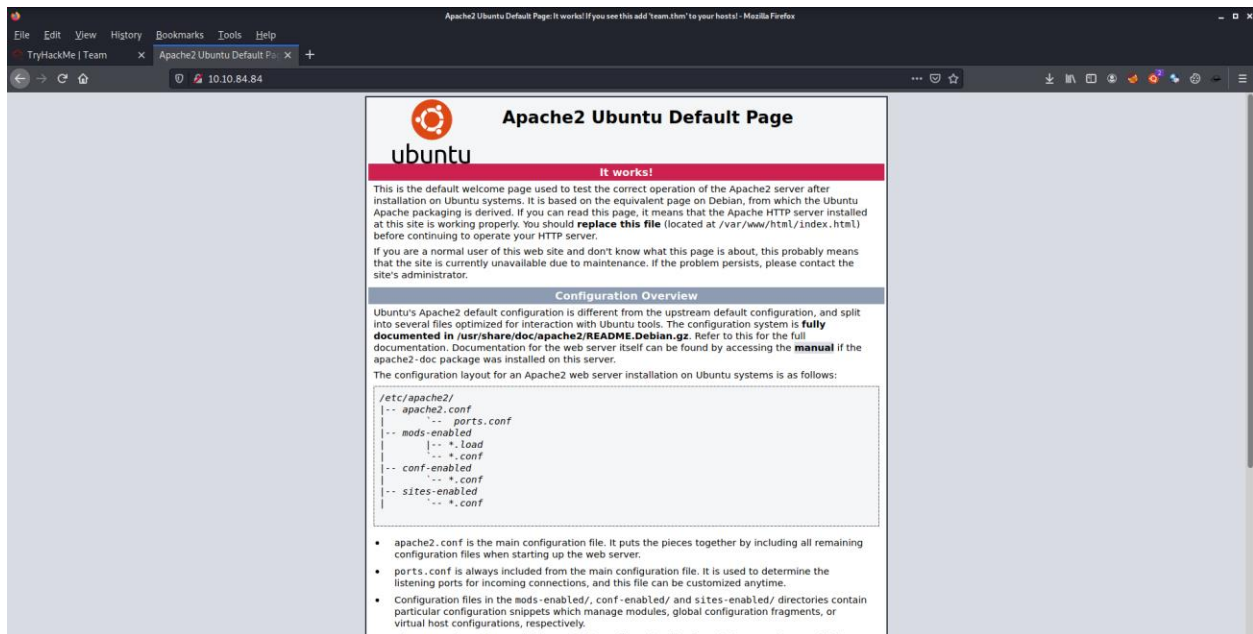 Apache2 Ubuntu Default Page: It works! If you see this add 'team.thm' to your hosts! - Mozilla Firefox
File Edit View History Bookmarks Tools Help
TryHackMe | Team
Apache2 Ubuntu Default Pa
10.10.84.84
2
ubuntu
Apache2 Ubuntu Default Page
It works!
This is the default welcome page used to test the correct operation of the Apache2 server after
installation on Ubuntu systems. It is based on the equivalent page on Debian, from which the Ubuntu
Apache packaging is derived. If you can read this page, it means that the Apache HTTP server installed
at this site is working properly. You should replace this file (located at /var/www/html/index.html)
before continuing to operate your HTTP server.
If you are a normal user of this web site and don't know what this page is about, this probably means
that the site is currently unavailable due to maintenance. If the problem persists, please contact the
site's administrator.
Configuration Overview
Ubuntu's Apache2 default configuration is different from the upstream default configuration, and split
into several files optimized for interaction with Ubuntu tools. The configuration system is fully
documented in /usr/share/doc/apache2/README.Debian.gz. Refer to this for the full
documentation. Documentation for the web server itself can be found by accessing the manual if the
apache2-doc package was installed on this server.
The configuration layout for an Apache2 web server installation on Ubuntu systems is as follows:
/etc/apache2/
|-- apache2.conf
|       `--  ports.conf
|-- mods-enabled
|       |-- *.load
|       `-- *.conf
|-- conf-enabled
|       `-- *.conf
|-- sites-enabled
|       `-- *.conf
• apache2.conf is the main configuration file. It puts the pieces together by including all remaining
configuration files when starting up the web server.
• ports.conf is always included from the main configuration file. It is used to determine the
listening ports for incoming connections, and this file can be customized anytime.
• Configuration files in the mods-enabled/, conf-enabled/ and sites-enabled/ directories contain
particular configuration snippets which manage modules, global configuration fragments, or
virtual host configurations, respectively.